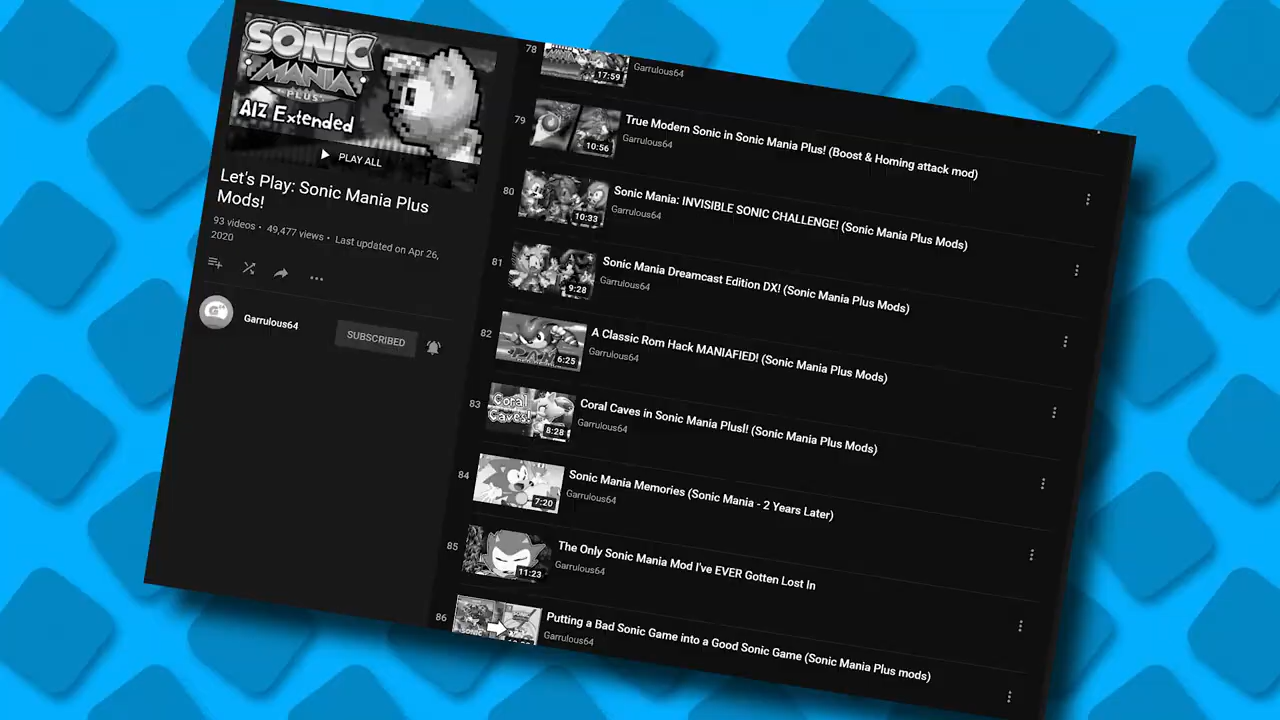 SONIC
MANIA
PLUS
AIZ Extended
PLAY ALL
Let's Play: Sonic Mania Plus
Mods!
93 videos • 49,477 views • Last updated on Apr 26,
2020
Garrulous64
SUBSCRIBED
78
17:59
Garrulous64
79
10:56
True Modern Sonic in Sonic Mania Plus! (Boost & Homing attack mod)
Garrulous64
80
10:33
Sonic Mania: INVISIBLE SONIC CHALLENGE! (Sonic Mania Plus Mods)
Garrulous64
81
9:28
Sonic Mania Dreamcast Edition DX! (Sonic Mania Plus Mods)
Garrulous64
82
6:25
A Classic Rom Hack MANIAFIED! (Sonic Mania Plus Mods)
Garrulous64
83
Coral
Caves!
8:28
Coral Caves in Sonic Mania Plus!! (Sonic Mania Plus Mods)
Garrulous64
84
7:20
Sonic Mania Memories (Sonic Mania - 2 Years Later)
Garrulous64
85
11:23
The Only Sonic Mania Mod I've EVER Gotten Lost In
Garrulous64
86
Putting a Bad Sonic Game into a Good Sonic Game (Sonic Mania Plus mods)
Garrulous64